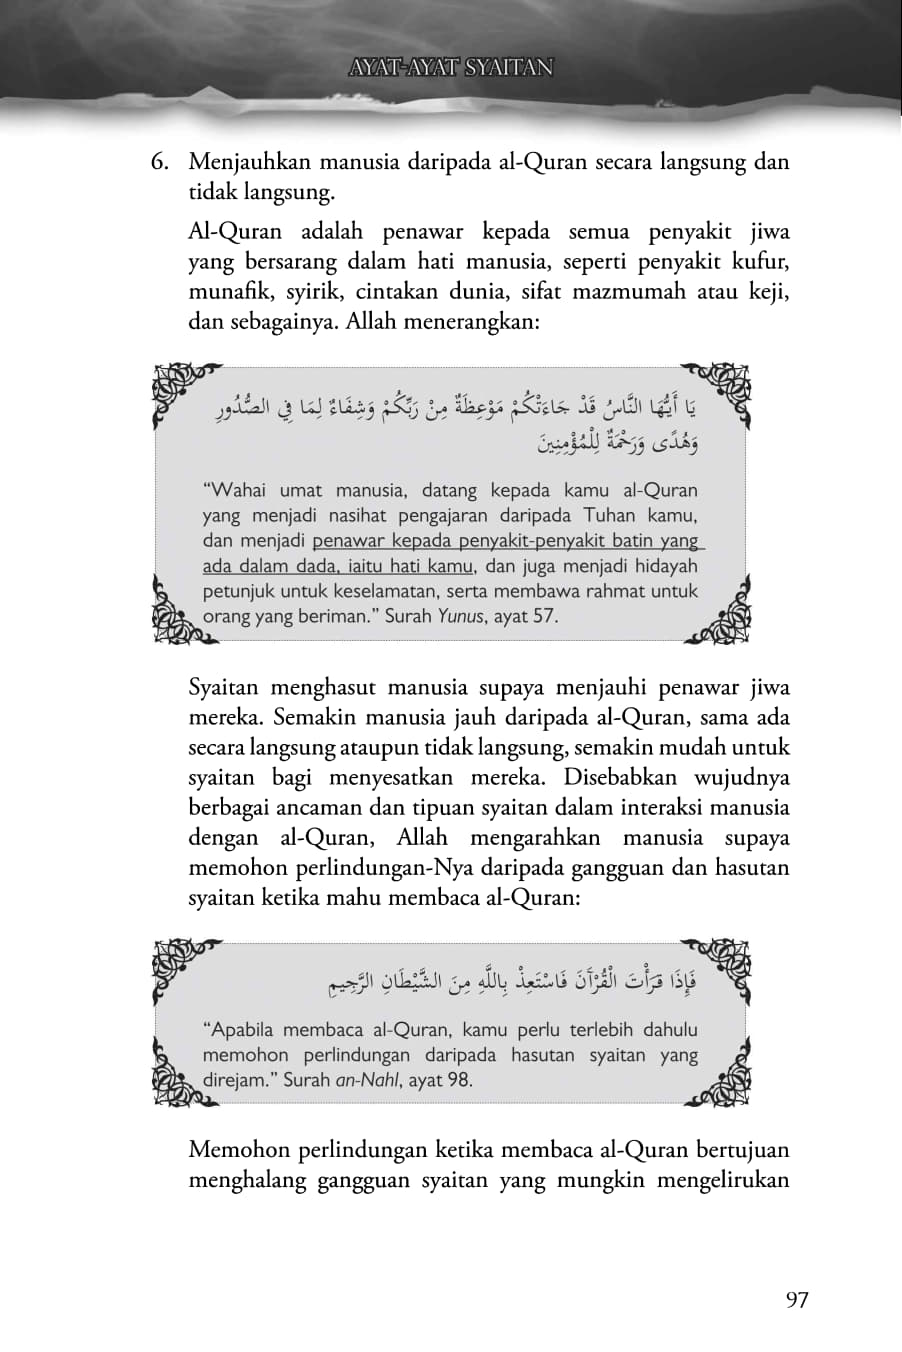 AYAT-AYAT SYAITAN
6. Menjauhkan manusia daripada al-Quran secara langsung dan
tidak langsung.
Al-Quran adalah penawar kepada semua penyakit jiwa
yang bersarang dalam hati manusia, seperti penyakit kufur,
munafik, syirik, cintakan dunia, sifat mazmumah atau keji,
dan sebagainya. Allah menerangkan:
يَا أَيُّهَا النَّاسُ قَدْ جَاءَتْكُمْ مَوْعِظَةٌ مِنْ رَبِّكُمْ وَشِفَاءٌ لِمَا فِي الصُّدُورِ
وَهُدًى وَرَحْمَةٌ لِلْمُؤْمِنِينَ
“Wahai umat manusia, datang kepada kamu al-Quran
yang menjadi nasihat pengajaran daripada Tuhan kamu,
dan menjadi penawar kepada penyakit-penyakit batin yang
ada dalam dada, iaitu hati kamu, dan juga menjadi hidayah
petunjuk untuk keselamatan, serta membawa rahmat untuk
orang yang beriman.” Surah Yunus, ayat 57.
Syaitan menghasut manusia supaya menjauhi penawar jiwa
mereka. Semakin manusia jauh daripada al-Quran, sama ada
secara langsung ataupun tidak langsung, semakin mudah untuk
syaitan bagi menyesatkan mereka. Disebabkan wujudnya
berbagai ancaman dan tipuan syaitan dalam interaksi manusia
dengan al-Quran, Allah mengarahkan manusia supaya
memohon perlindungan-Nya daripada gangguan dan hasutan
syaitan ketika mahu membaca al-Quran:
فَإِذَا قَرَأْتَ الْقُرْآنَ فَاسْتَعِذْ بِاللَّهِ مِنَ الشَّيْطَانِ الرَّجِيمِ
“Apabila membaca al-Quran, kamu perlu terlebih dahulu
memohon perlindungan daripada hasutan syaitan yang
direjam.” Surah an-Nahl, ayat 98.
Memohon perlindungan ketika membaca al-Quran bertujuan
menghalang gangguan syaitan yang mungkin mengelirukan
97